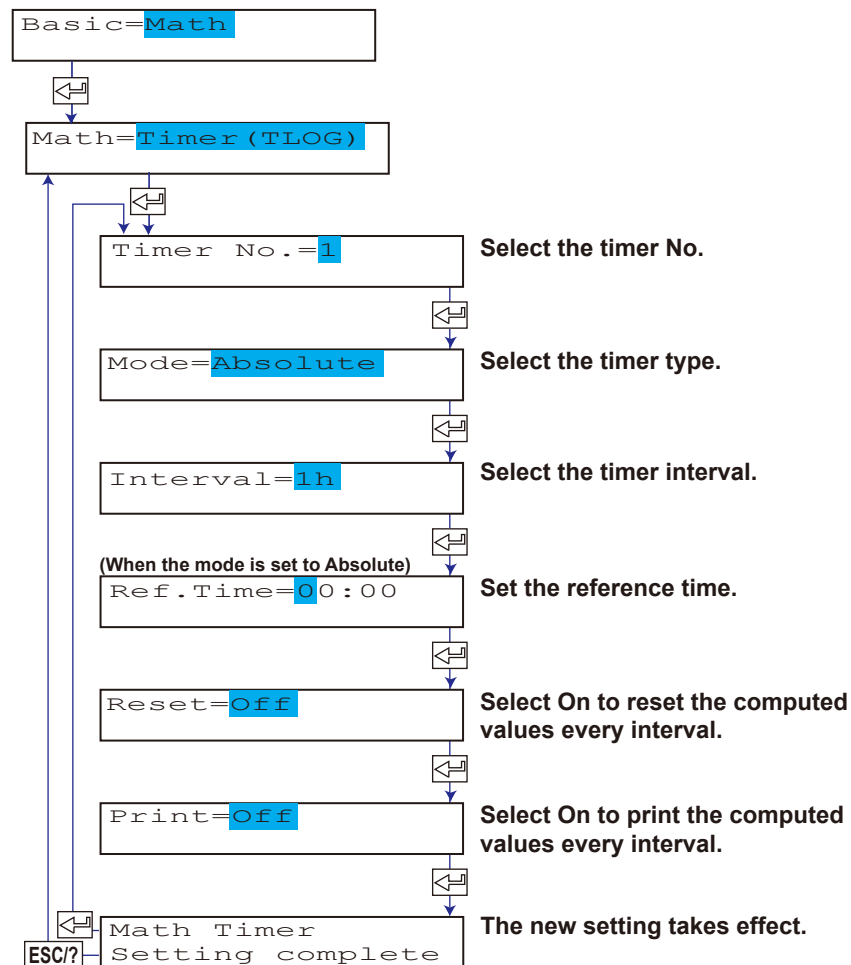 Basic=Math
Math=Timer(TLOG)
Timer No.=1
Select the timer No.
Mode=Absolute
Select the timer type.
Interval=1h
Select the timer interval.
(When the mode is set to Absolute)
Ref.Time=00:00
Set the reference time.
Reset=Off
Select On to reset the computed
values every interval.
Print=Off
Select On to print the computed
values every interval.
Math Timer
Setting complete
The new setting takes effect.
ESC/?